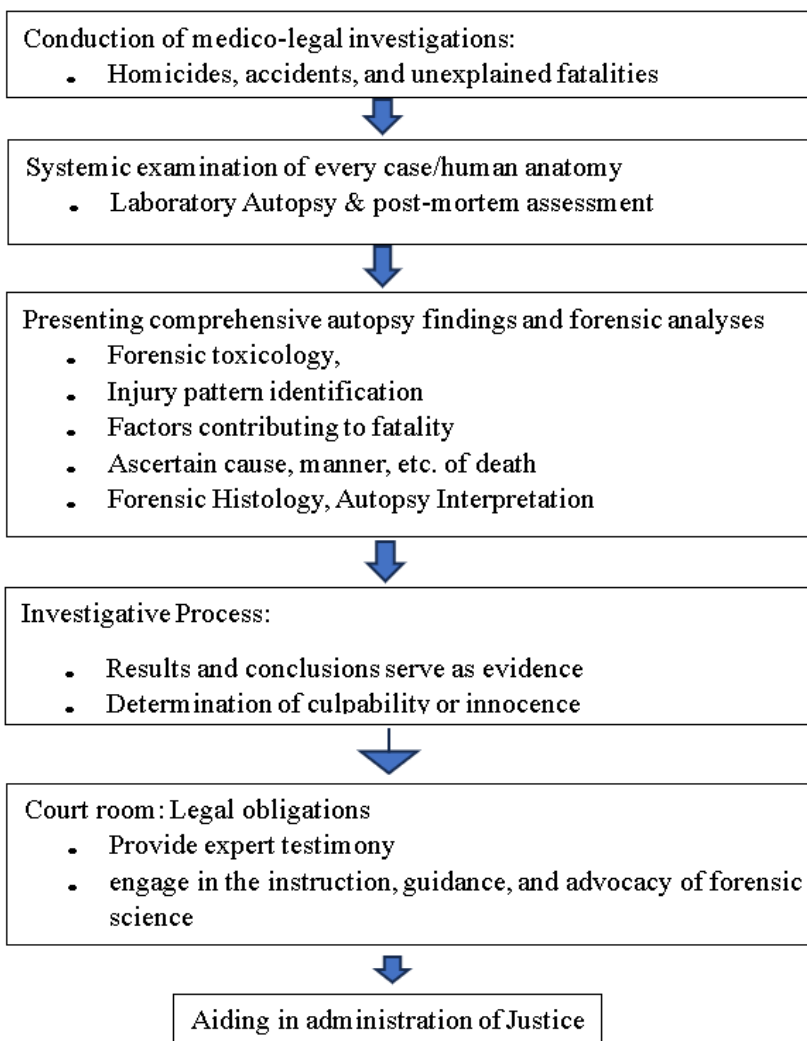 Conduction of medico-legal investigations:
• Homicides, accidents, and unexplained fatalities
Systemic examination of every case/human anatomy
• Laboratory Autopsy & post-mortem assessment
Presenting comprehensive autopsy findings and forensic analyses
• Forensic toxicology,
• Injury pattern identification
• Factors contributing to fatality
• Ascertain cause, manner, etc. of death
• Forensic Histology, Autopsy Interpretation
Investigative Process:
• Results and conclusions serve as evidence
• Determination of culpability or innocence
Court room: Legal obligations
• Provide expert testimony
• engage in the instruction, guidance, and advocacy of forensic
science
Aiding in administration of Justice